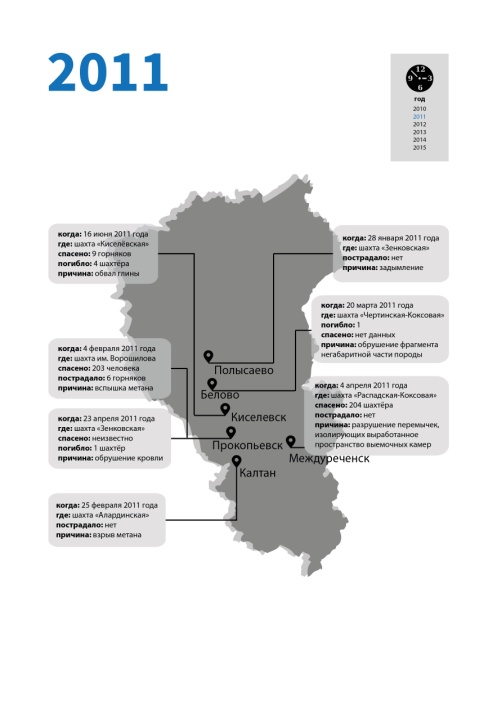 2011
12
9 3
6
год
2010
2011
2012
2013
2014
2015
когда: 16 июня 2011 года
где: шахта «Киселёвская»
спасено: 9 горняков
погибло: 4 шахтёра
причина: обвал глины
когда: 28 января 2011 года
где: шахта «Зенковская»
пострадало: нет
причина: задымление
когда: 20 марта 2011 года
где: шахта «Чертинская-Коксовая»
погибло: 1
спасено: нет данных
причина: обрушение фрагмента
негабаритной части породы
когда: 4 февраля 2011 года
где: шахта им. Ворошилова
спасено: 203 человека
пострадало: 6 горняков
причина: вспышка метана
когда: 4 апреля 2011 года
где: шахта «Распадская-Коксовая»
спасено: 204 шахтёра
пострадало: нет
причина: разрушение перемычек,
изолирующих выработанное
пространство выемочных камер
когда: 23 апреля 2011 года
где: шахта «Зенковская»
спасено: неизвестно
погибло: 1 шахтёр
причина: обрушение кровли
когда: 25 февраля 2011 года
где: шахта «Алардинская»
пострадало: нет
причина: взрыв метана
Полысаево
Белово
Киселевск
Прокопьевск
Междуреченск
Калтан